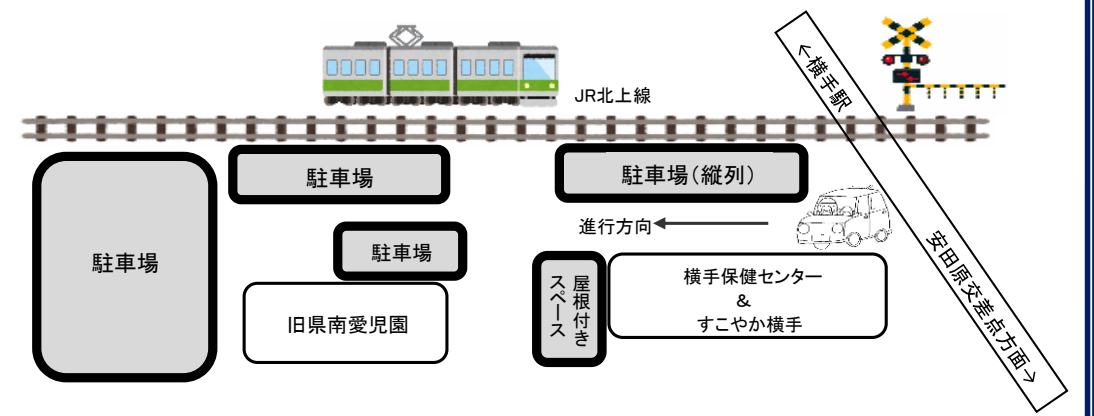 ←横手駅
JR北上線
駐車場
駐車場(縦列)
進行方向
駐車場
駐車場
安田原交差点方面→
屋根付き
スペース
横手保健センター
&
すこやか横手
旧県南愛児園